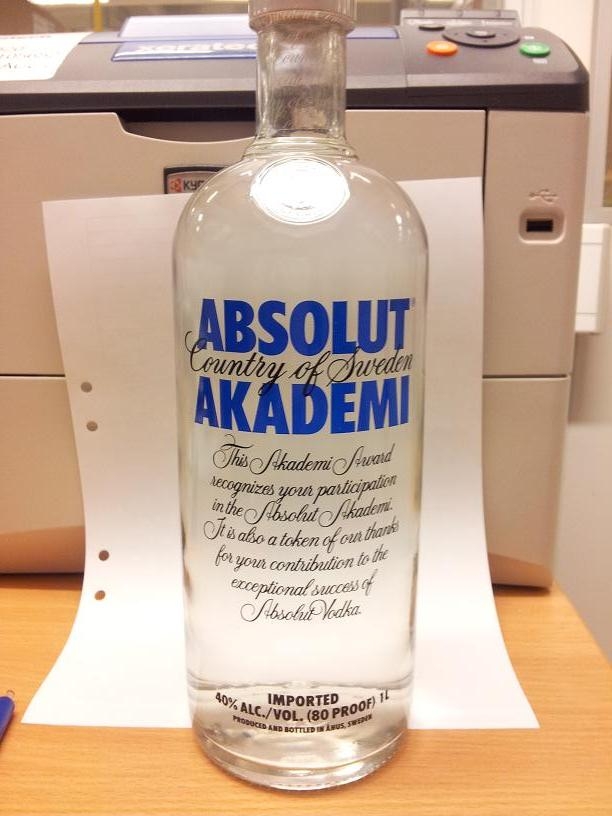 ABSOLUT
Country of Sweden
AKADEMI
This Akademi Award
recognizes your participation
in the Absolut Akademi.
It is also a token of our thanks
for your contribution to the
exceptional success of
Absolut Vodka.
IMPORTED
40% ALC./VOL. (80 PROOF) 1L
PRODUCED AND BOTTLED IN ÅHUS, SWEDEN